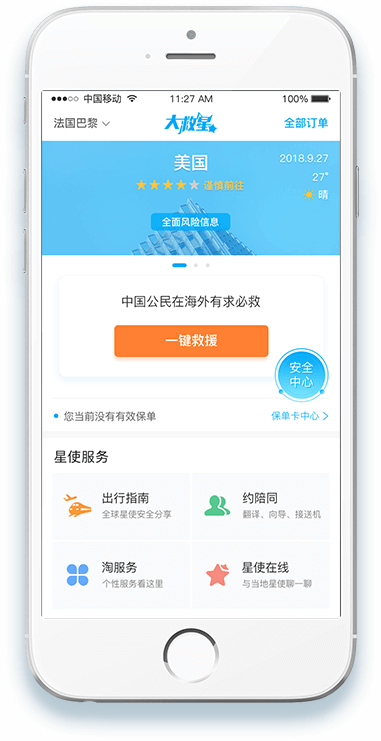 中国移动 11:27 AM 100%
法国巴黎 大救星 全部订单
美国 2018.9.27
27°
谨慎前往 晴
全面风险信息
中国公民在海外有求必救
一键救援
安全
中心
您当前没有有效保单 保单卡中心
星使服务
出行指南 约陪同
全球星使安全分享 翻译、向导、接送机
淘服务 星使在线
个性服务看这里 与当地星使聊一聊